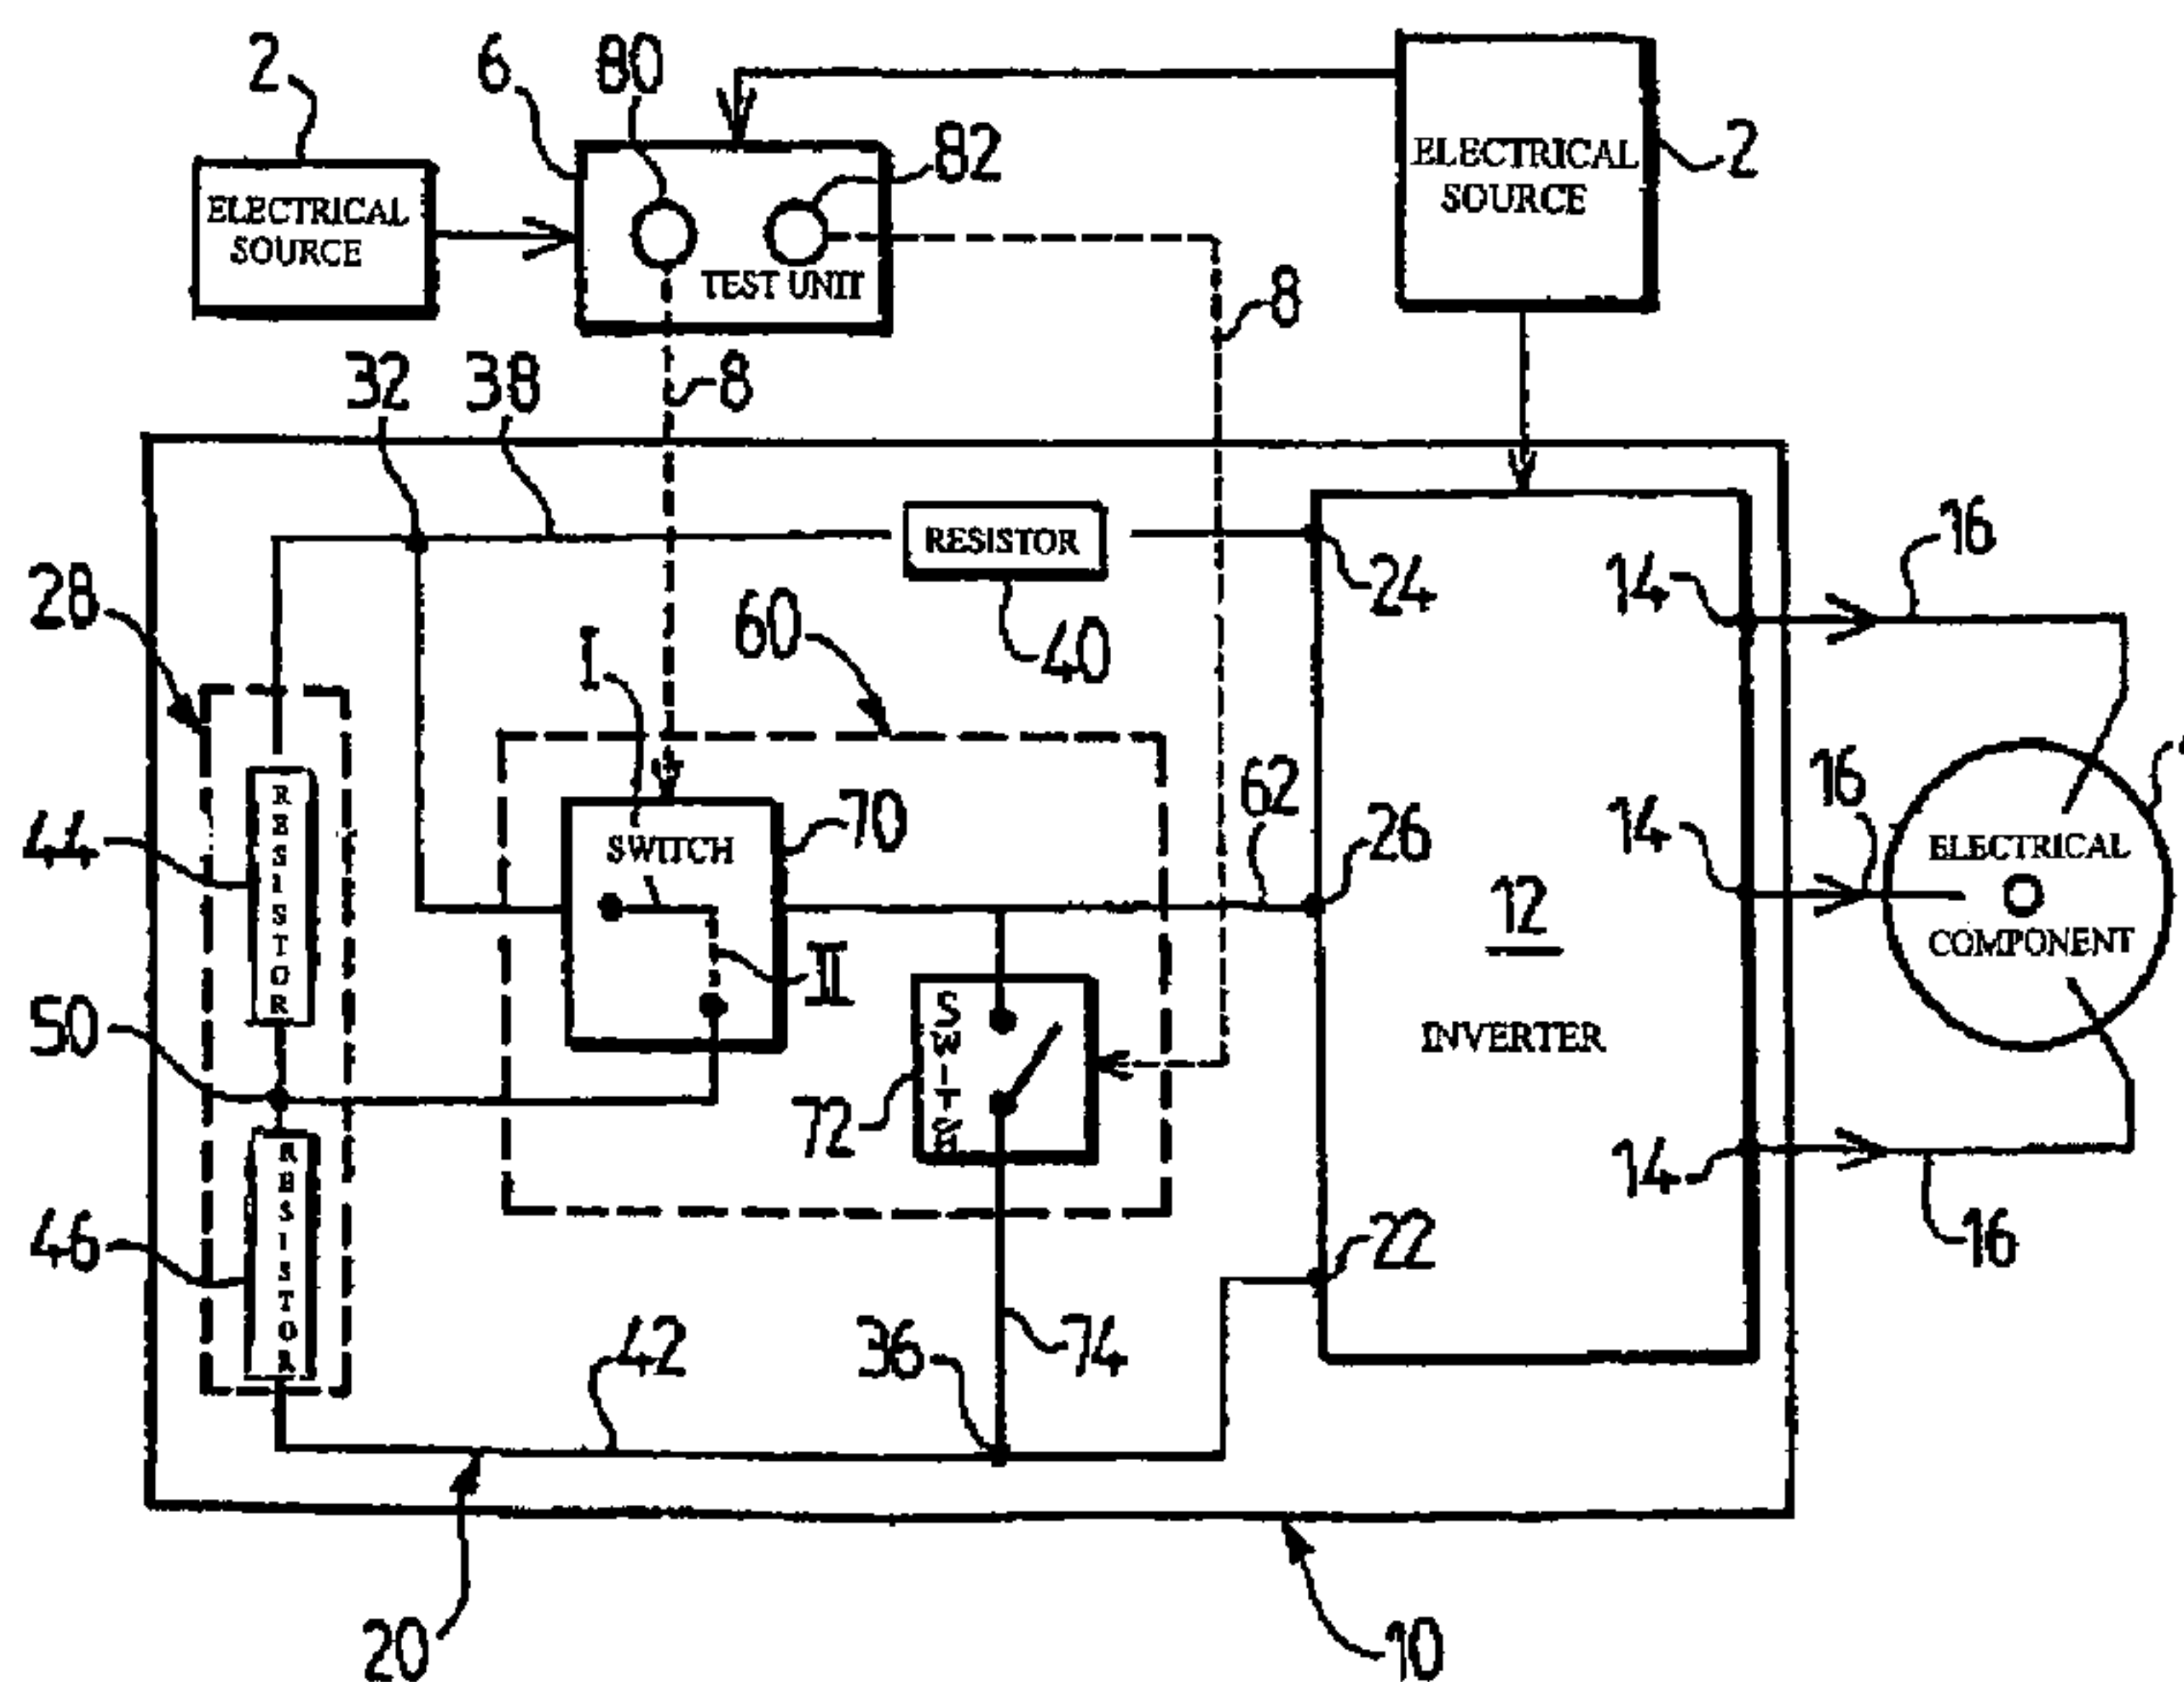 2
6
80
82
ELECTRICAL
SOURCE
TEST UNIT
ELECTRICAL
SOURCE
2
8
8
32
38
RESISTOR
40
24
14
16
28
I
60
44
RESISTOR
SWITCH
70
62
26
14
16
12
INVERTER
ELECTRICAL
COMPONENT
II
50
72
46
RESISTOR
22
14
16
42
36
74
20
10